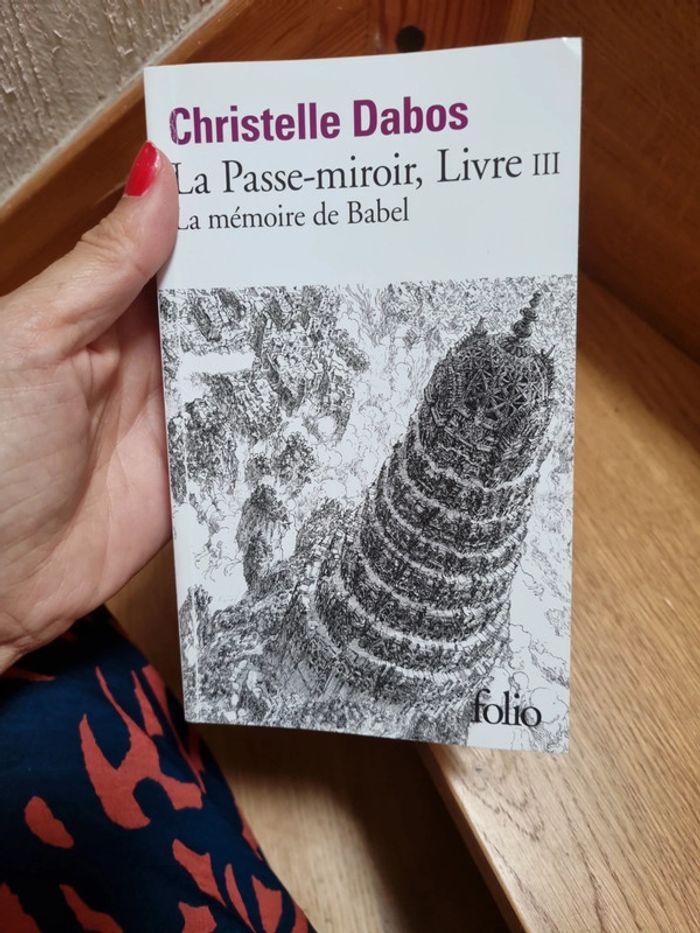 Christelle Dabos
La Passe-miroir, Livre III
La mémoire de Babel
folio